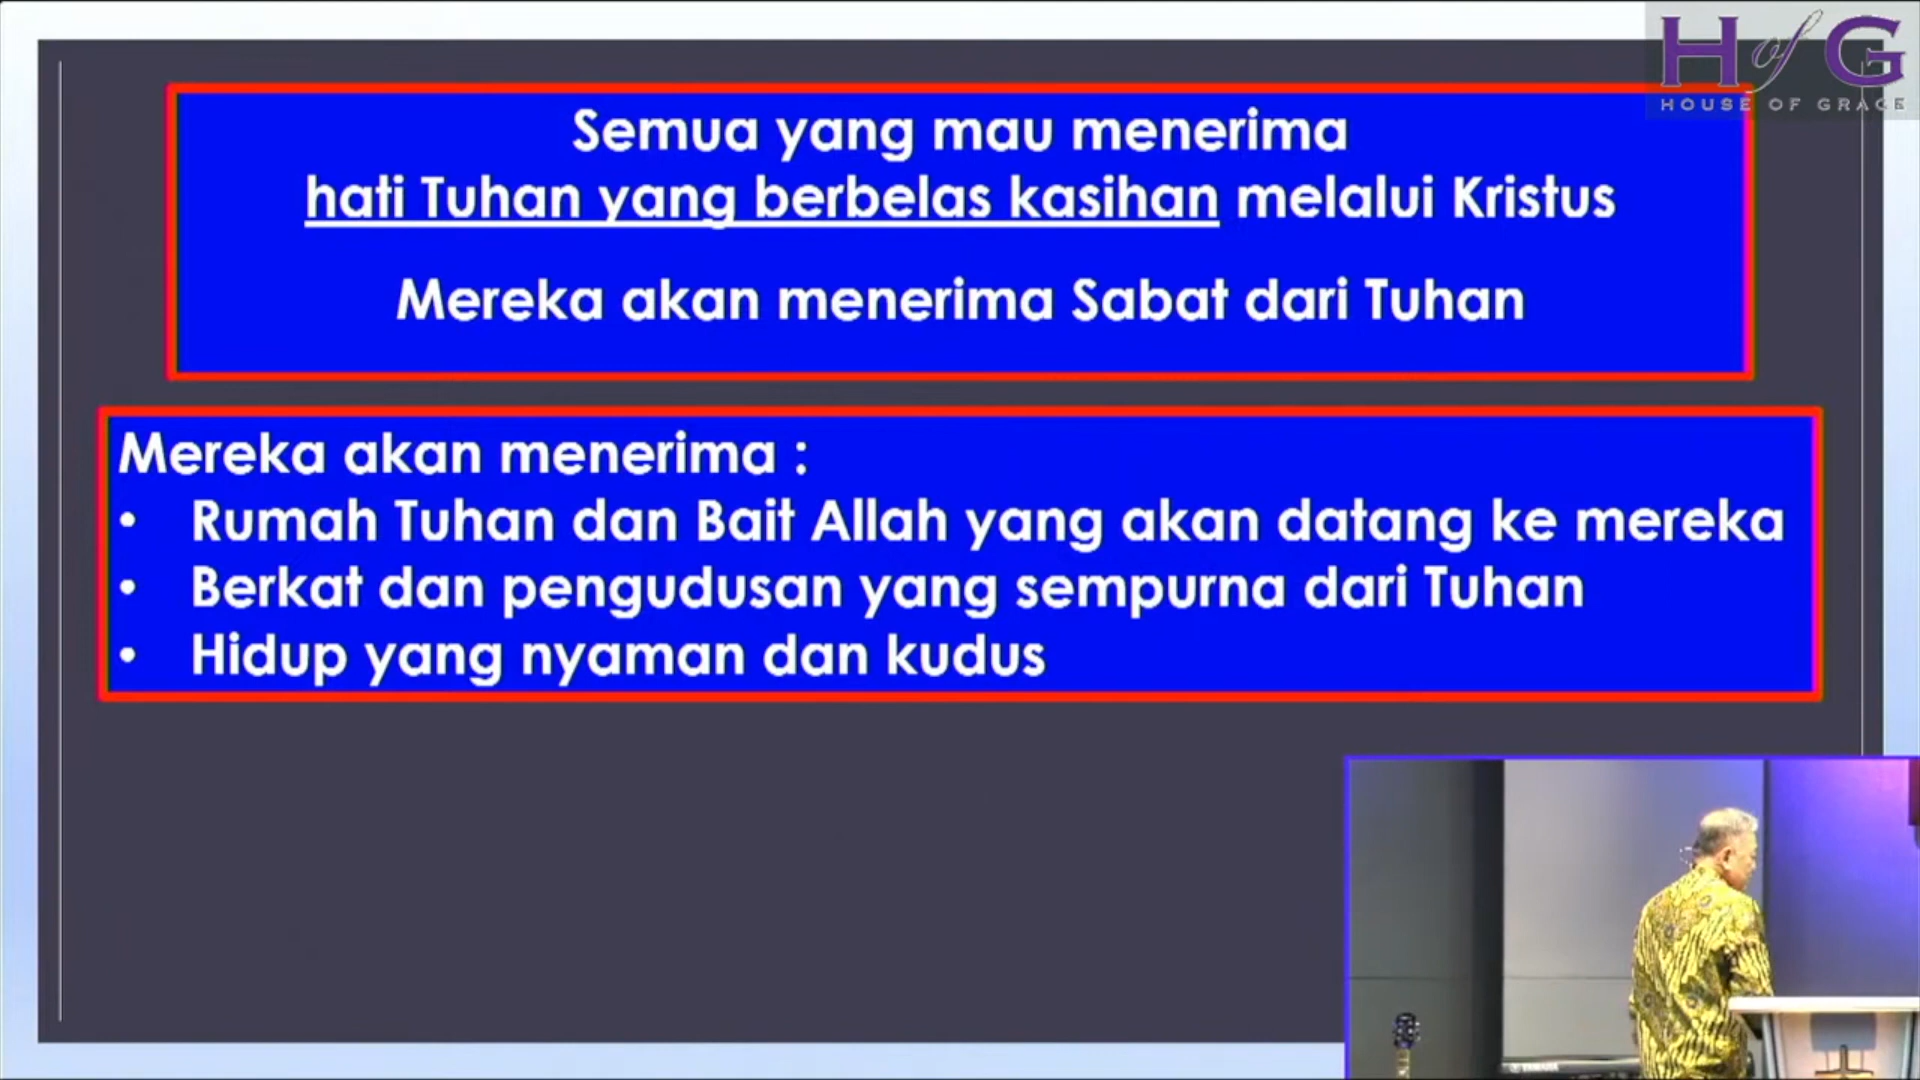 H of G
HOUSE OF GRACE
Semua yang mau menerima
hati Tuhan yang berbelas kasihan melalui Kristus
Mereka akan menerima Sabat dari Tuhan
Mereka akan menerima :
• Rumah Tuhan dan Bait Allah yang akan datang ke mereka
• Berkat dan pengudusan yang sempurna dari Tuhan
• Hidup yang nyaman dan kudus
YAMAHA